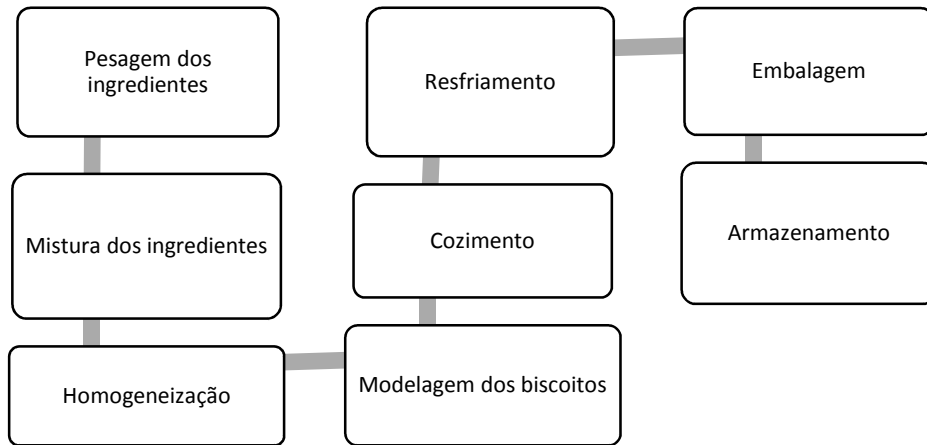 Pesagem dos
ingredientes
Mistura dos ingredientes
Homogeneização
Modelagem dos biscoitos
Cozimento
Resfriamento
Embalagem
Armazenamento